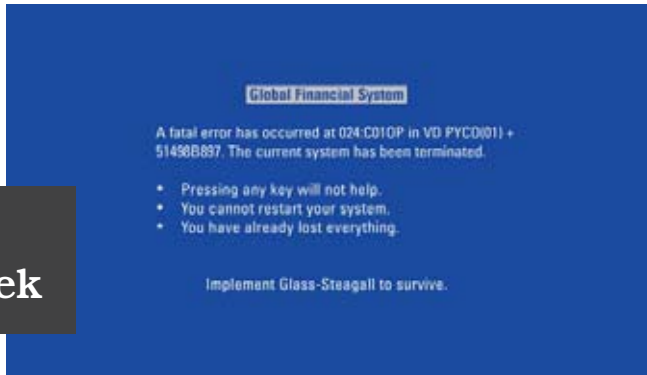 Global Financial System
A fatal error has occurred at 024:C01OP in VD PYCO(01) +
51498B897. The current system has been terminated.
• Pressing any key will not help.
• You cannot restart your system.
• You have already lost everything.
Implement Glass-Steagall to survive.
ek